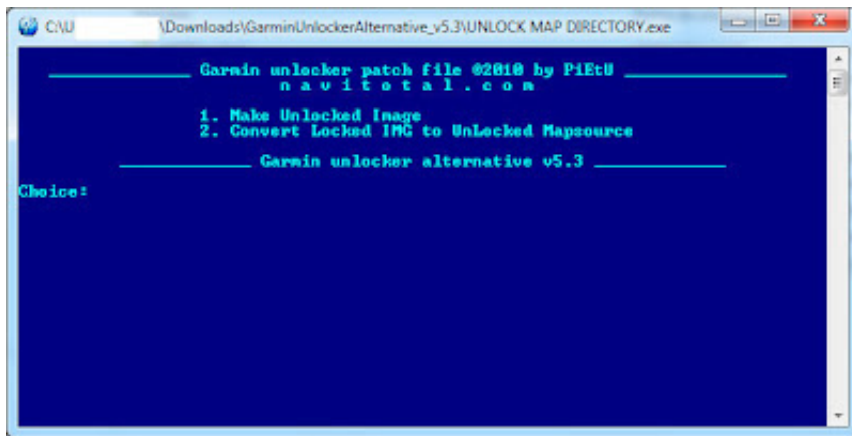 C:\U \Downloads\GarminUnlockerAlternative_v5.3\UNLOCK MAP DIRECTORY.exe
Garmin unlocker patch file ©2010 by PiEtU
n a v i t o t a l . c o m
1. Make Unlocked Image
2. Convert Locked IMG to UnLocked Mapsource
Garmin unlocker alternative v5.3
Choice: